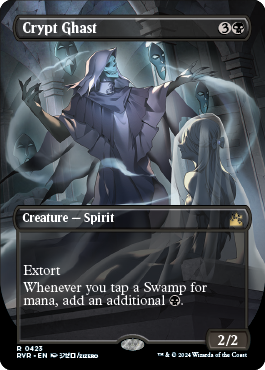 Crypt Ghast 3
Creature — Spirit
Extort
Whenever you tap a Swamp for
mana, add an additional .
2/2
R 0423
RVR • EN
™ & © 2024 Wizards of the Coast